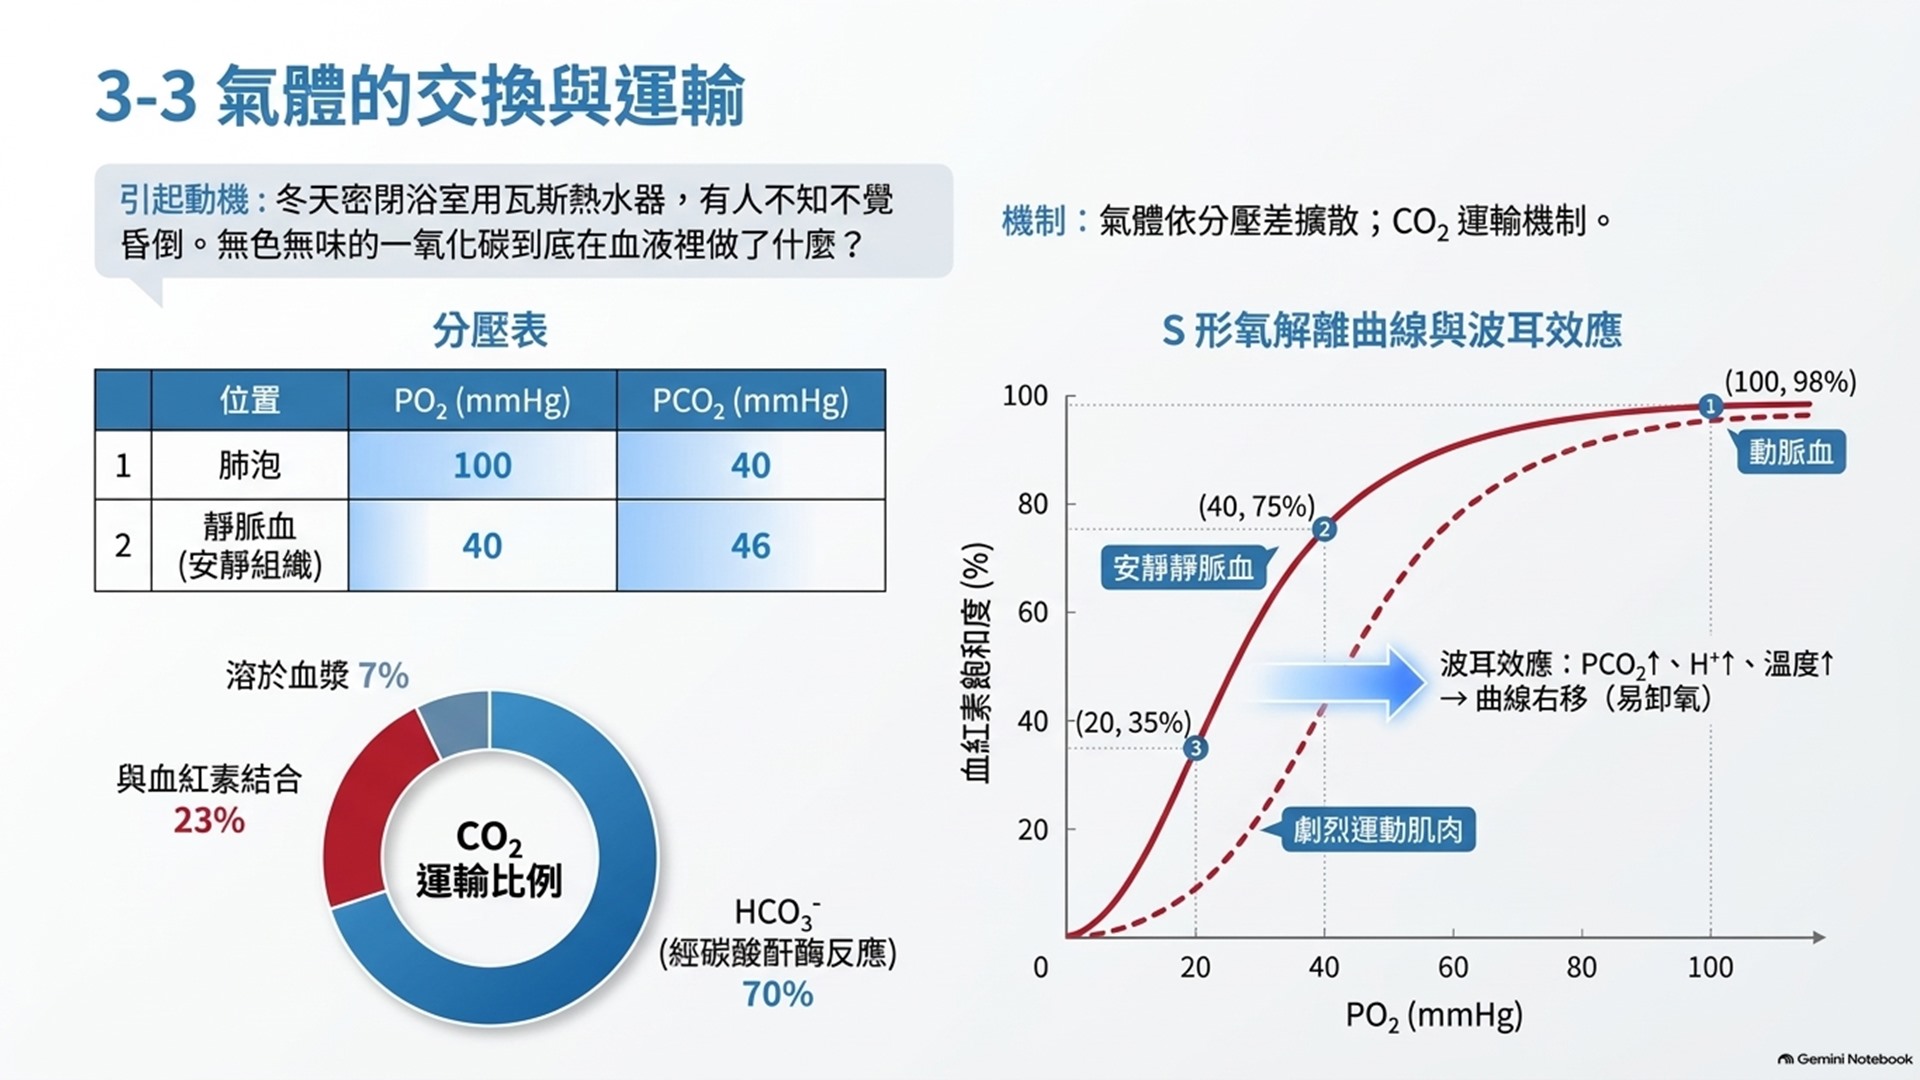 3-3 氣體的交換與運輸
引起動機 : 冬天密閉浴室用瓦斯熱水器，有人不知不覺
昏倒。無色無味的一氧化碳到底在血液裡做了什麼？
機制：氣體依分壓差擴散；CO₂ 運輸機制。
分壓表
位置 PO₂ (mmHg) PCO₂ (mmHg)
1 肺泡 100 40
2 靜脈血 (安靜組織) 40 46
溶於血漿 7%
與血紅素結合
23%
CO₂
運輸比例
HCO₃⁻
(經碳酸酐酶反應)
70%
S 形氧解離曲線與波耳效應
血紅素飽和度 (%)
100
80
60
40
20
0
20
40
60
80
100
PO₂ (mmHg)
1 (100, 98%)
動脈血
(40, 75%) 2
安靜靜脈血
(20, 35%) 3
波耳效應：PCO₂↑、H⁺↑、溫度↑
→ 曲線右移（易卸氧）
劇烈運動肌肉
Gemini Notebook